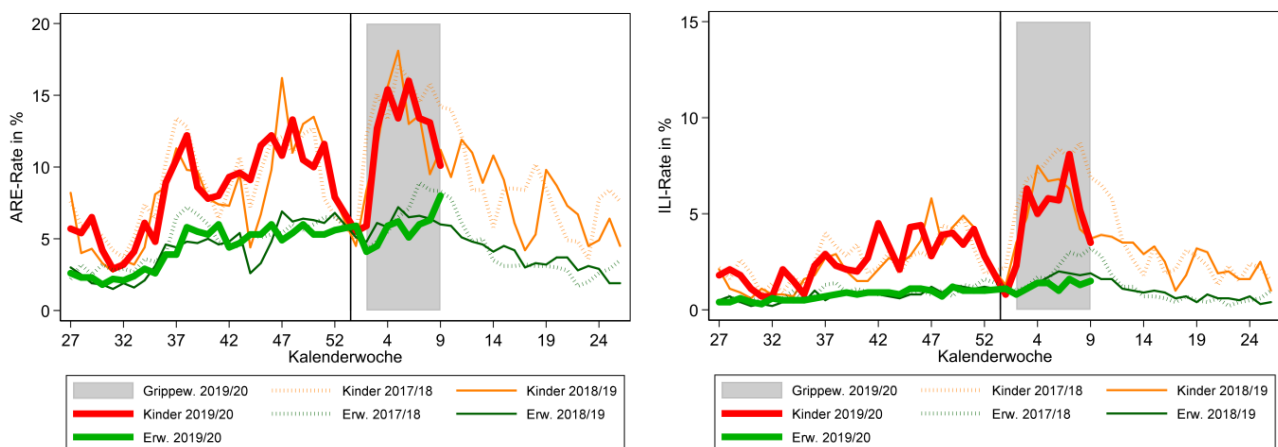 ARE-Rate in %
20
15
10
5
0
27 32 37 42 47 52 4 9 14 19 24
Kalenderwoche
Grippew. 2019/20 Kinder 2017/18 Kinder 2018/19
Kinder 2019/20 Erw. 2017/18 Erw. 2018/19
Erw. 2019/20
ILI-Rate in %
15
10
5
0
27 32 37 42 47 52 4 9 14 19 24
Kalenderwoche
Grippew. 2019/20 Kinder 2017/18 Kinder 2018/19
Kinder 2019/20 Erw. 2017/18 Erw. 2018/19
Erw. 2019/20